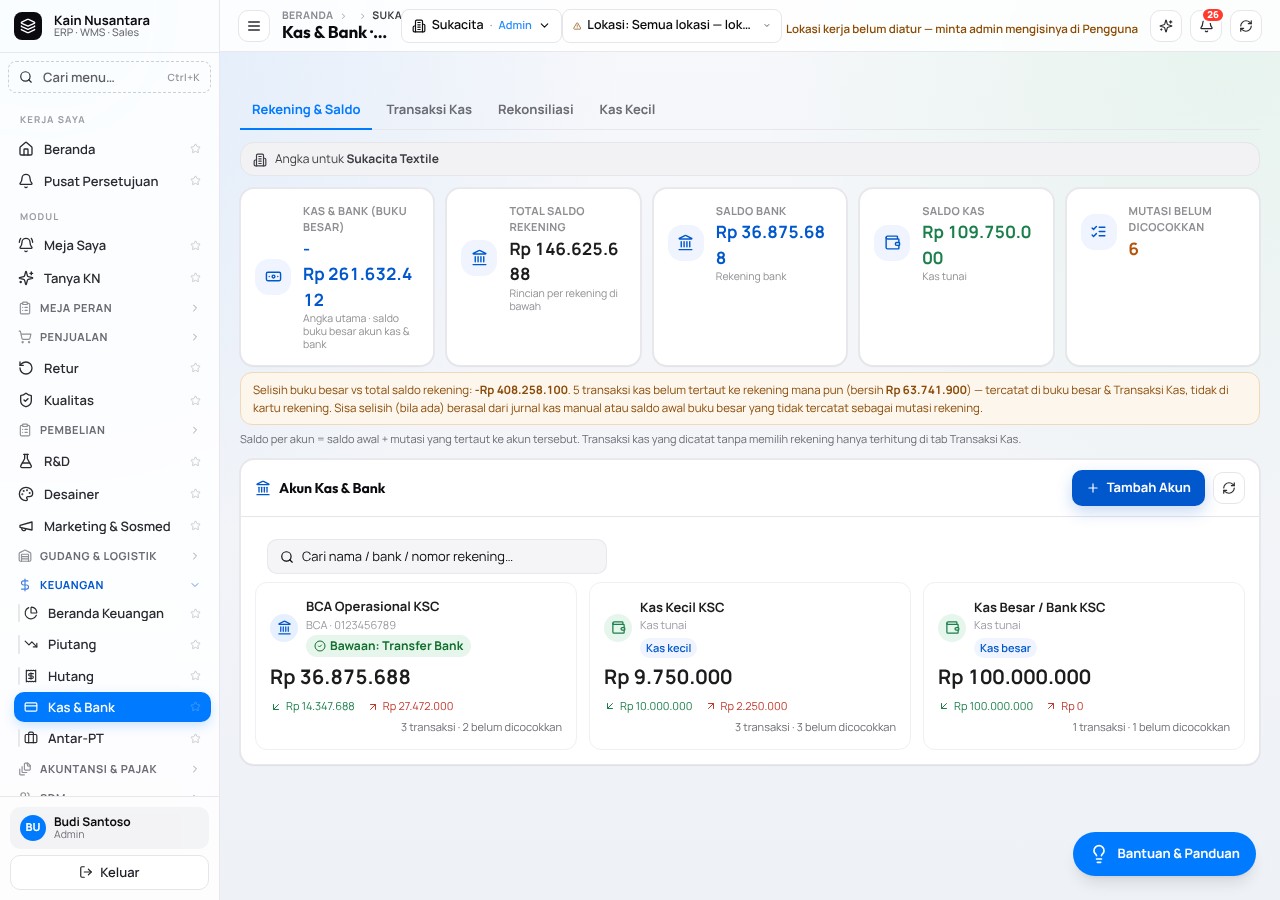 Kain Nusantara
ERP · WMS · Sales
Cari menu...
Ctrl+K
KERJA SAYA
Beranda
Pusat Persetujuan
MODUL
Meja Saya
Tanya KN
MEJA PERAN
PENJUALAN
Retur
Kualitas
PEMBELIAN
R&D
Desainer
Marketing & Sosmed
GUDANG & LOGISTIK
KEUANGAN
Beranda Keuangan
Piutang
Hutang
Kas & Bank
Antar-PT
AKUNTANSI & PAJAK
BU
Budi Santoso
Admin
Keluar
BERANDA › › SUKA
Kas & Bank ·...
Sukacita · Admin
Lokasi: Semua lokasi — lok...
Lokasi kerja belum diatur — minta admin mengisinya di Pengguna
26
Rekening & Saldo
Transaksi Kas
Rekonsiliasi
Kas Kecil
Angka untuk Sukacita Textile
KAS & BANK (BUKU
BESAR)
-
Rp 261.632.4
12
Angka utama · saldo
buku besar akun kas &
bank
TOTAL SALDO
REKENING
Rp 146.625.6
88
Rincian per rekening di
bawah
SALDO BANK
Rp 36.875.68
8
Rekening bank
SALDO KAS
Rp 109.750.0
00
Kas tunai
MUTASI BELUM
DICOCOKKAN
6
Selisih buku besar vs total saldo rekening: -Rp 408.258.100. 5 transaksi kas belum tertaut ke rekening mana pun (bersih Rp 63.741.900) — tercatat di buku besar & Transaksi Kas, tidak di
kartu rekening. Sisa selisih (bila ada) berasal dari jurnal kas manual atau saldo awal buku besar yang tidak tercatat sebagai mutasi rekening.
Saldo per akun = saldo awal + mutasi yang tertaut ke akun tersebut. Transaksi kas yang dicatat tanpa memilih rekening hanya terhitung di tab Transaksi Kas.
Akun Kas & Bank
Tambah Akun
Cari nama / bank / nomor rekening...
BCA Operasional KSC
BCA · 0123456789
Bawaan: Transfer Bank
Rp 36.875.688
Rp 14.347.688
Rp 27.472.000
3 transaksi · 2 belum dicocokkan
Kas Kecil KSC
Kas tunai
Kas kecil
Rp 9.750.000
Rp 10.000.000
Rp 2.250.000
3 transaksi · 3 belum dicocokkan
Kas Besar / Bank KSC
Kas tunai
Kas besar
Rp 100.000.000
Rp 100.000.000
Rp 0
1 transaksi · 1 belum dicocokkan
Bantuan & Panduan